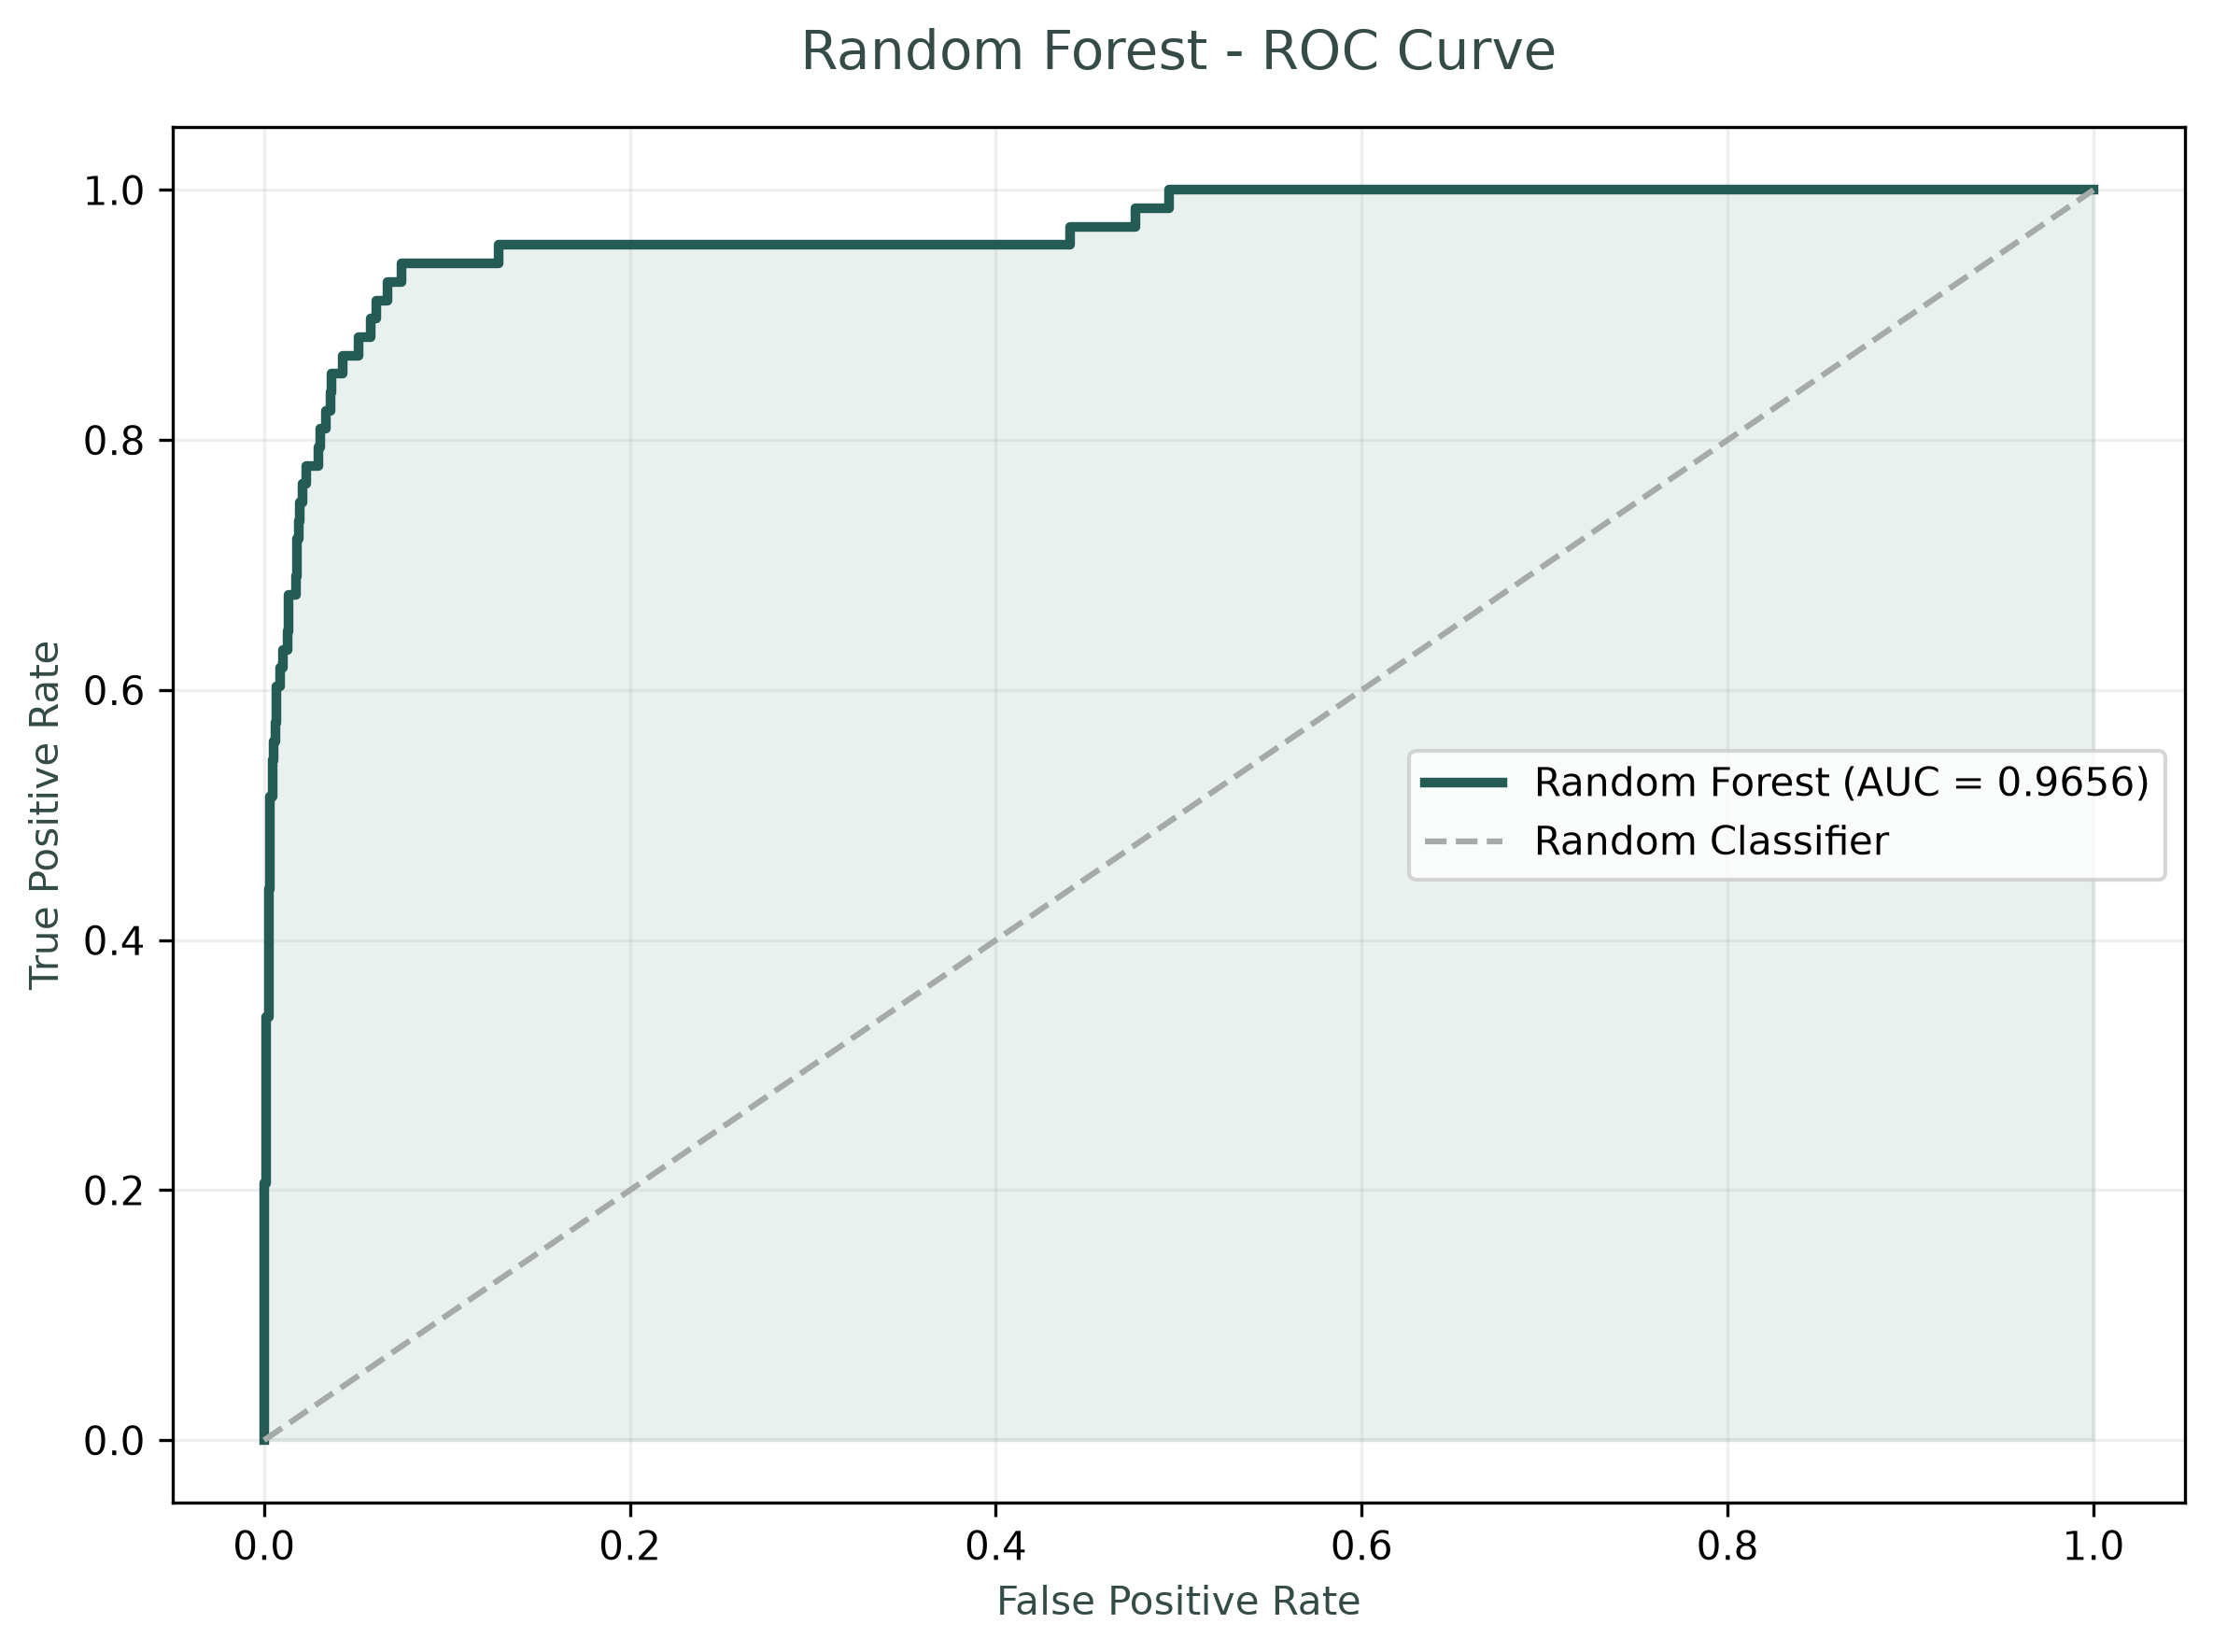 Random Forest - ROC Curve
True Positive Rate
1.0
0.8
0.6
0.4
0.2
0.0
Random Forest (AUC = 0.9656)
Random Classifier
0.0 0.2 0.4 0.6 0.8 1.0
False Positive Rate